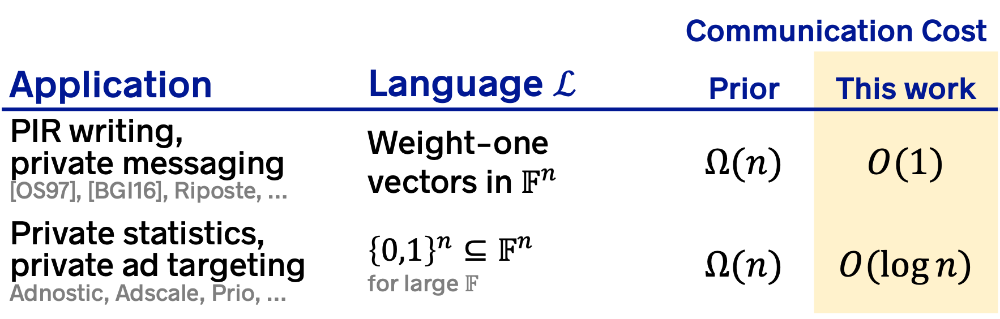 Communication Cost
Application Language ℒ Prior This work
PIR writing,
private messaging
[OS97], [BGI16], Riposte, ...
Weight-one
vectors in 𝔽ⁿ
Ω(n) O(1)
Private statistics,
private ad targeting
Adnostic, Adscale, Prio, ...
{0,1}ⁿ ⊆ 𝔽ⁿ
for large 𝔽
Ω(n) O(log n)